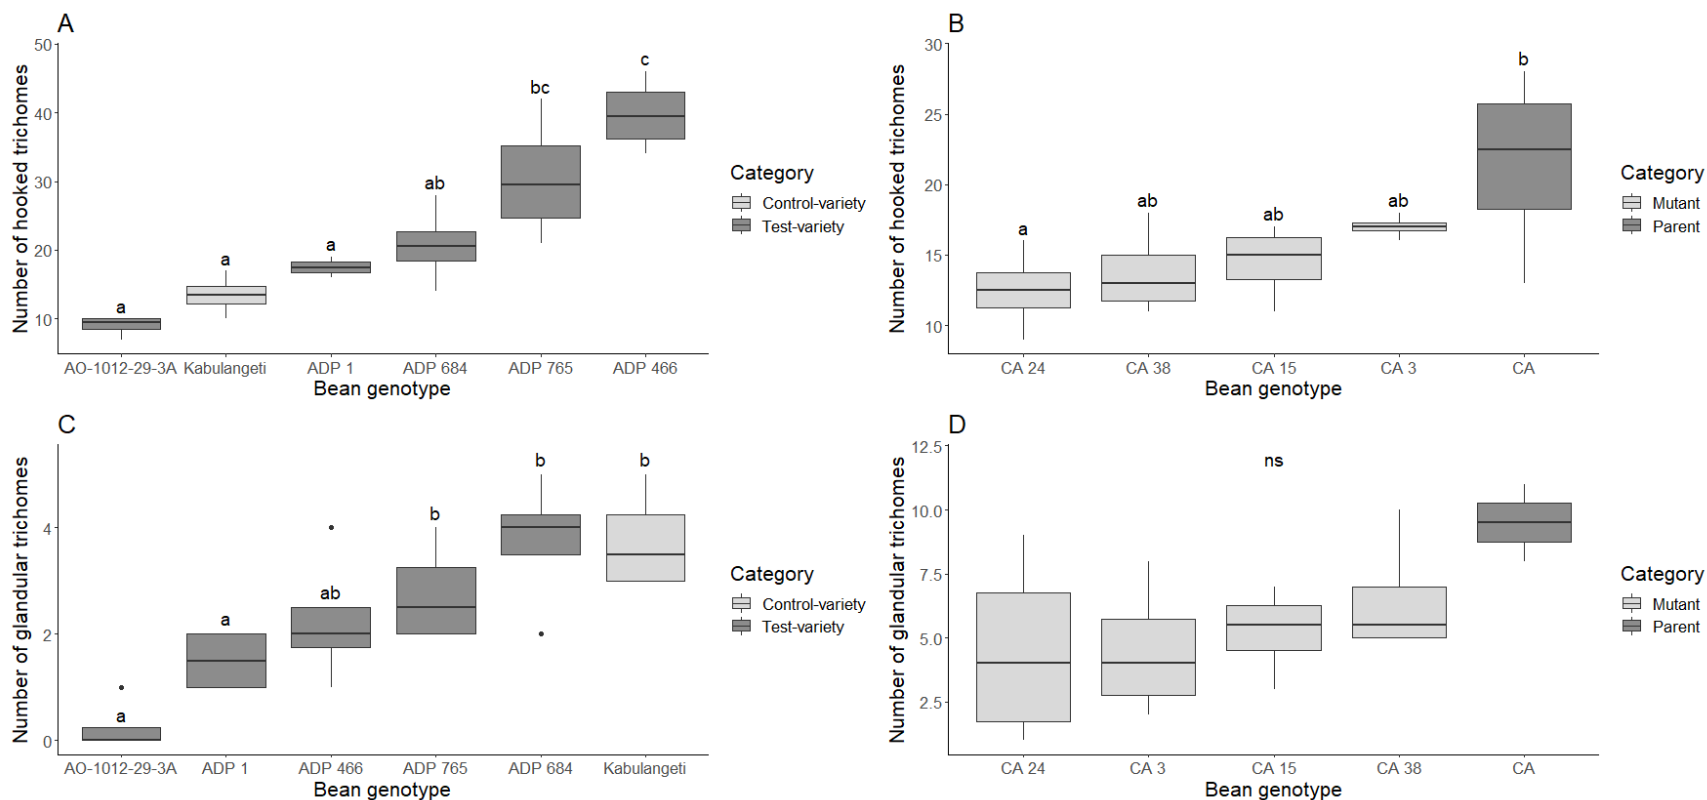 A
Number of hooked trichomes
50
40
30
20
10
a
a
a
ab
bc
c
AO-1012-29-3A Kabulangeti ADP 1 ADP 684 ADP 765 ADP 466
Bean genotype
Category
Control-variety
Test-variety
B
Number of hooked trichomes
30
25
20
15
10
a
ab
ab
ab
b
CA 24 CA 38 CA 15 CA 3 CA
Bean genotype
Category
Mutant
Parent
C
Number of glandular trichomes
4
2
0
a
a
ab
b
b
b
AO-1012-29-3A ADP 1 ADP 466 ADP 765 ADP 684 Kabulangeti
Bean genotype
Category
Control-variety
Test-variety
D
Number of glandular trichomes
12.5
10.0
7.5
5.0
2.5
ns
CA 24 CA 3 CA 15 CA 38 CA
Bean genotype
Category
Mutant
Parent